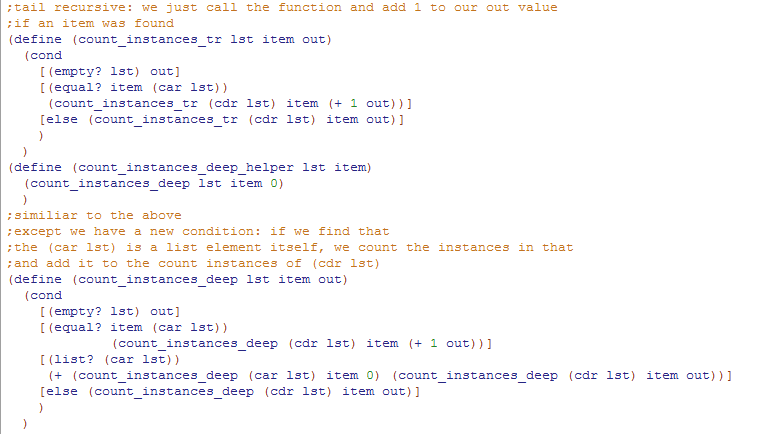 ;tail recursive: we just call the function and add 1 to our out value
;if an item was found
(define (count_instances_tr lst item out)
  (cond
    [(empty? lst) out]
    [(equal? item (car lst))
     (count_instances_tr (cdr lst) item (+ 1 out))]
    [else (count_instances_tr (cdr lst) item out)]
    )
  )
(define (count_instances_deep_helper lst item)
  (count_instances_deep lst item 0)
  )
;similiar to the above
;except we have a new condition: if we find that
;the (car lst) is a list element itself, we count the instances in that
;and add it to the count instances of (cdr lst)
(define (count_instances_deep lst item out)
  (cond
    [(empty? lst) out]
    [(equal? item (car lst))
              (count_instances_deep (cdr lst) item (+ 1 out))]
    [(list? (car lst))
     (+ (count_instances_deep (car lst) item 0) (count_instances_deep (cdr lst) item out))]
    [else (count_instances_deep (cdr lst) item out)]
    )
  )